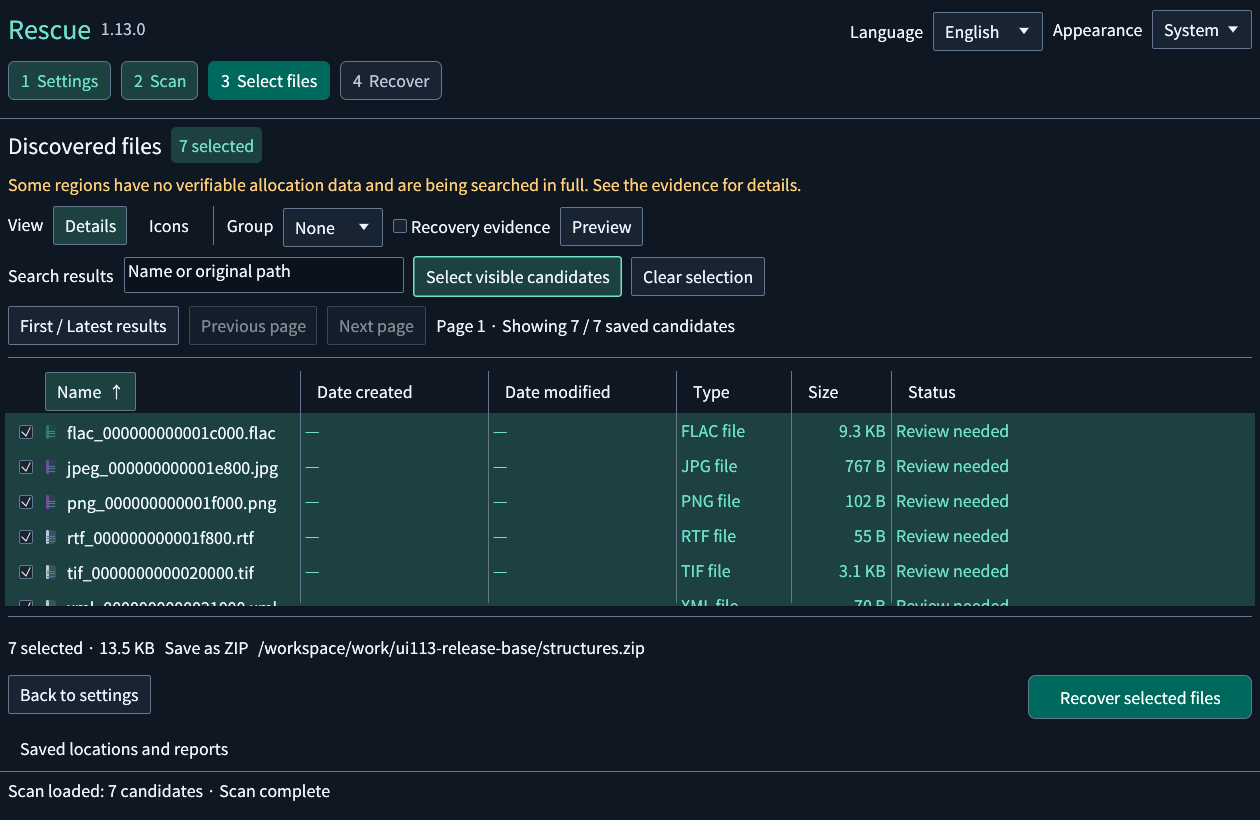 Rescue 1.13.0
Language English Appearance System
1 Settings 2 Scan 3 Select files 4 Recover
Discovered files 7 selected
Some regions have no verifiable allocation data and are being searched in full. See the evidence for details.
View Details Icons Group None Recovery evidence Preview
Search results Name or original path Select visible candidates Clear selection
First / Latest results Previous page Next page Page 1 · Showing 7 / 7 saved candidates
Name ↑ Date created Date modified Type Size Status
flac_000000000001c000.flac — — FLAC file 9.3 KB Review needed
jpeg_000000000001e800.jpg — — JPG file 767 B Review needed
png_000000000001f000.png — — PNG file 102 B Review needed
rtf_000000000001f800.rtf — — RTF file 55 B Review needed
tif_0000000000020000.tif — — TIF file 3.1 KB Review needed
xml_0000000000021000.xml XML file 70 B Review needed
7 selected · 13.5 KB Save as ZIP /workspace/work/ui113-release-base/structures.zip
Back to settings Recover selected files
Saved locations and reports
Scan loaded: 7 candidates · Scan complete